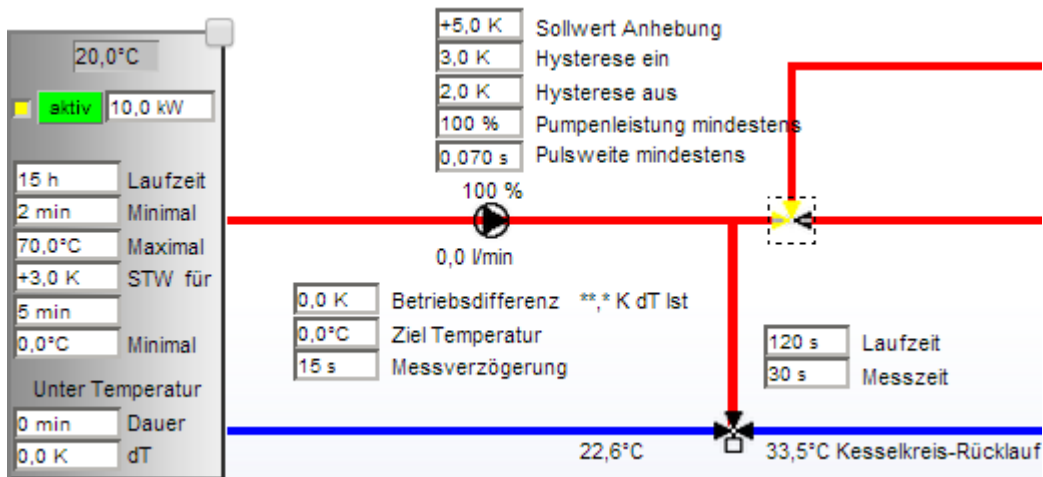 20,0°C
aktiv 10,0 kW
15 h Laufzeit
2 min Minimal
70,0°C Maximal
+3,0 K STW für
5 min
0,0°C Minimal
Unter Temperatur
0 min Dauer
0,0 K dT
+5,0 K Sollwert Anhebung
3,0 K Hysterese ein
2,0 K Hysterese aus
100 % Pumpenleistung mindestens
0,070 s Pulsweite mindestens
100 %
0,0 l/min
0,0 K Betriebsdifferenz **,* K dT Ist
0,0°C Ziel Temperatur
15 s Messverzögerung
120 s Laufzeit
30 s Messzeit
22,6°C 33,5°C Kesselkreis-Rücklauf